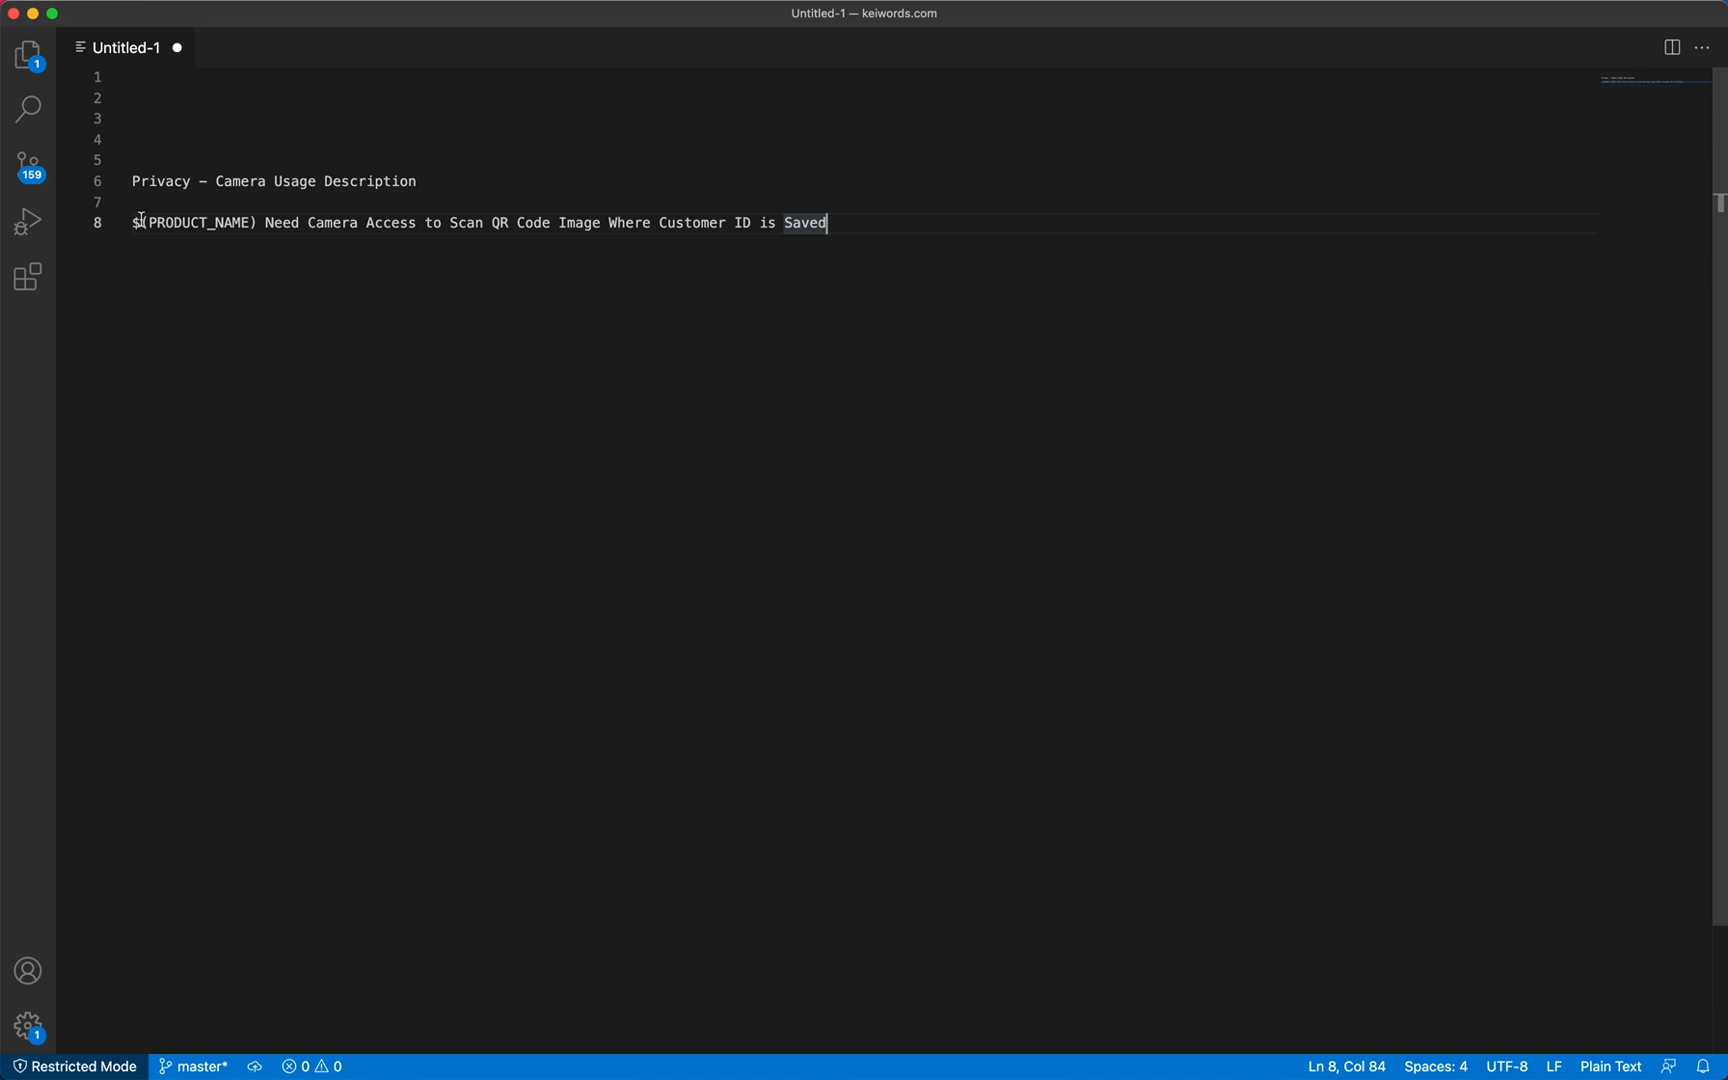 Untitled-1 — keiwords.com
Untitled-1
1
1
2
3
4
5
6 Privacy – Camera Usage Description
7
8 $(PRODUCT_NAME) Need Camera Access to Scan QR Code Image Where Customer ID is Saved
159
1
Restricted Mode master* 0 0 Ln 8, Col 84 Spaces: 4 UTF-8 LF Plain Text